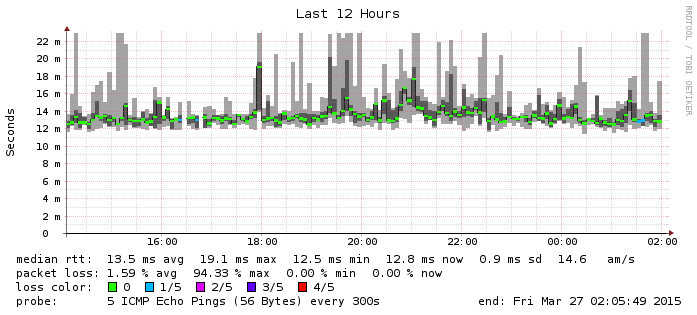 Last 12 Hours
RRDTOOL / TOBI OETIKER
Seconds
22 m
20 m
18 m
16 m
14 m
12 m
10 m
8 m
6 m
4 m
2 m
0
16:00 18:00 20:00 22:00 00:00 02:00
median rtt: 13.5 ms avg 19.1 ms max 12.5 ms min 12.8 ms now 0.9 ms sd 14.6 am/s
packet loss: 1.59 % avg 94.33 % max 0.00 % min 0.00 % now
loss color: 0 1/5 2/5 3/5 4/5
probe: 5 ICMP Echo Pings (56 Bytes) every 300s end: Fri Mar 27 02:05:49 2015